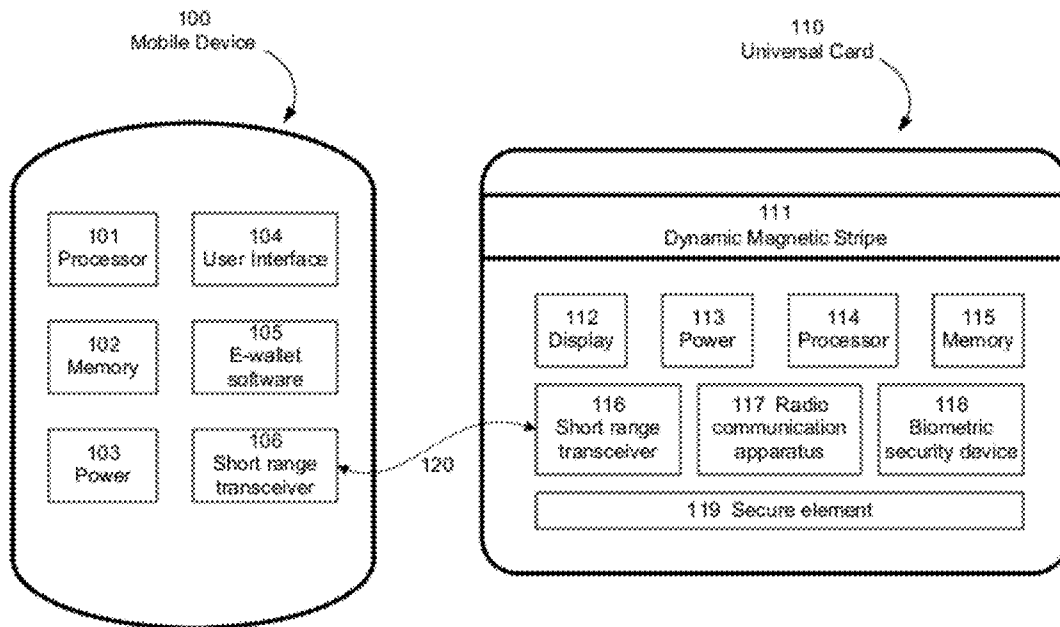 100
Mobile Device
110
Universal Card
101
Processor
104
User Interface
102
Memory
105
E-wallet
software
103
Power
106
Short range
transceiver
120
111
Dynamic Magnetic Stripe
112
Display
113
Power
114
Processor
115
Memory
116
Short range
transceiver
117 Radio
communication
apparatus
118
Biometric
security device
119 Secure element